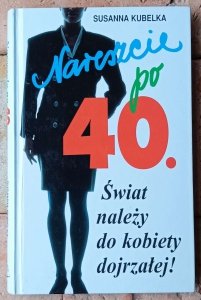 SUSANNA KUBELKA
Nareszcie
po
40.
Świat
należy
do kobiety
dojrzałej!